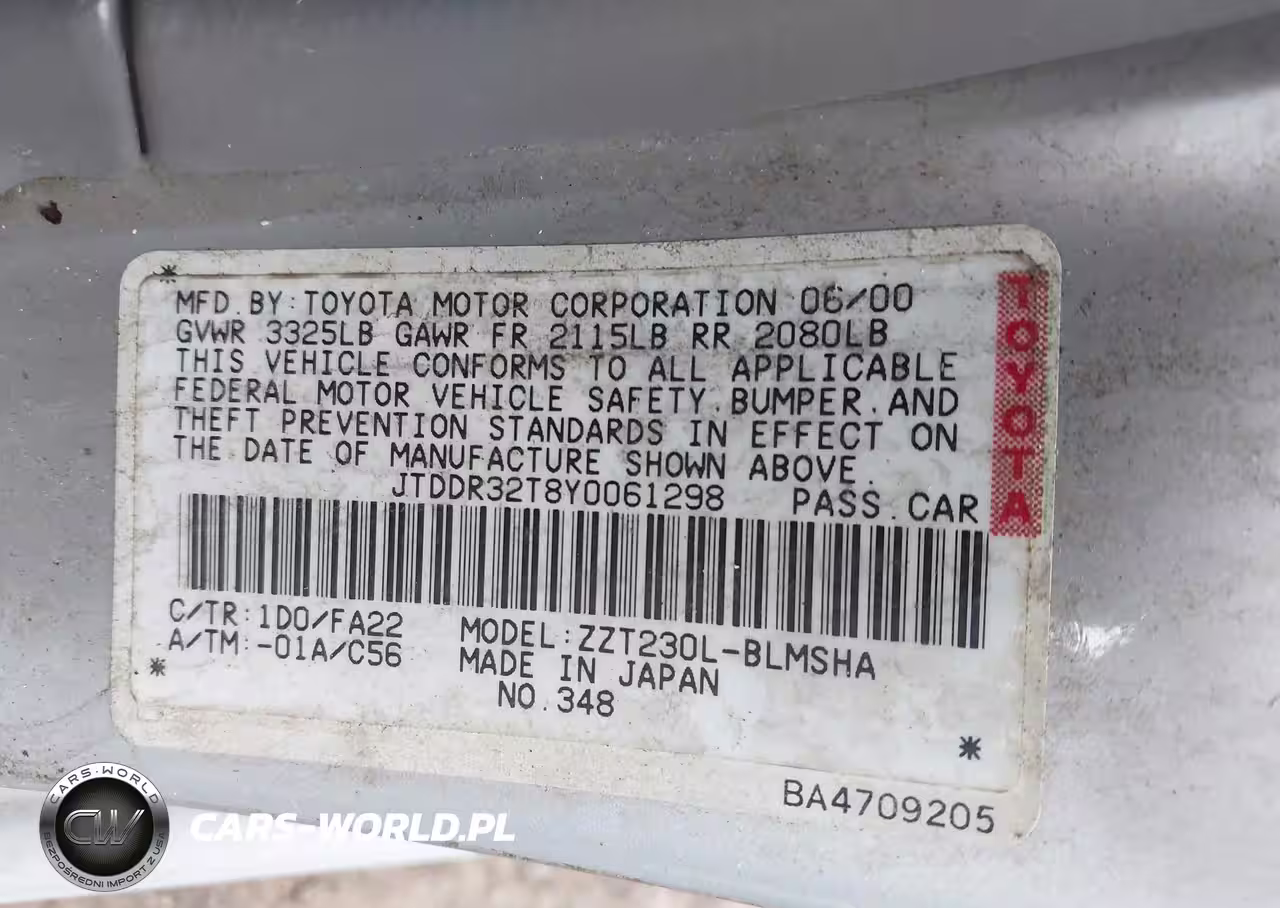 MFD. BY: TOYOTA MOTOR CORPORATION 06/00
GVWR 3325LB GAWR FR 2115LB RR 2080LB
THIS VEHICLE CONFORMS TO ALL APPLICABLE
FEDERAL MOTOR VEHICLE SAFETY. BUMPER. AND
THEFT PREVENTION STANDARDS IN EFFECT ON
THE DATE OF MANUFACTURE SHOWN ABOVE.
JTDDR32T8Y0061298 PASS. CAR
TOYOTA
C/TR: 1D0/FA22
A/TM: -01A/C56
MODEL: ZZT230L-BLMSHA
MADE IN JAPAN
NO. 348
BA4709205
CARS-WORLD
CW
BEZPOŚREDNI IMPORT Z USA
CARS-WORLD.PL